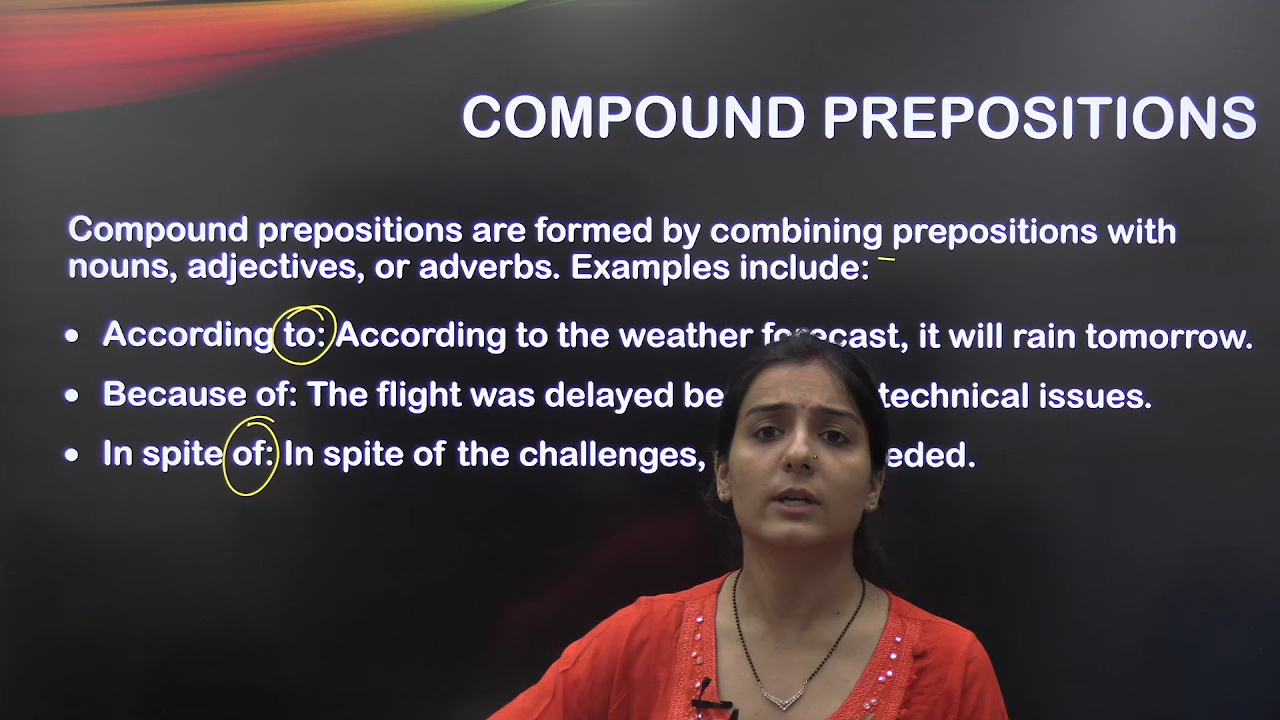 COMPOUND PREPOSITIONS
Compound prepositions are formed by combining prepositions with
nouns, adjectives, or adverbs. Examples include:
• According to: According to the weather forecast, it will rain tomorrow.
• Because of: The flight was delayed technical issues.
• In spite of: In spite of the challenges,